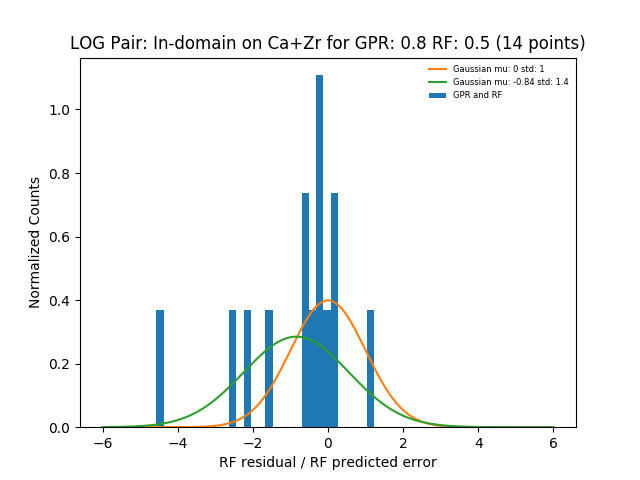 LOG Pair: In-domain on Ca+Zr for GPR: 0.8 RF: 0.5 (14 points)
Gaussian mu: 0 std: 1
Gaussian mu: -0.84 std: 1.4
GPR and RF
Normalized Counts
1.0
0.8
0.6
0.4
0.2
0.0
−6 −4 −2 0 2 4 6
RF residual / RF predicted error